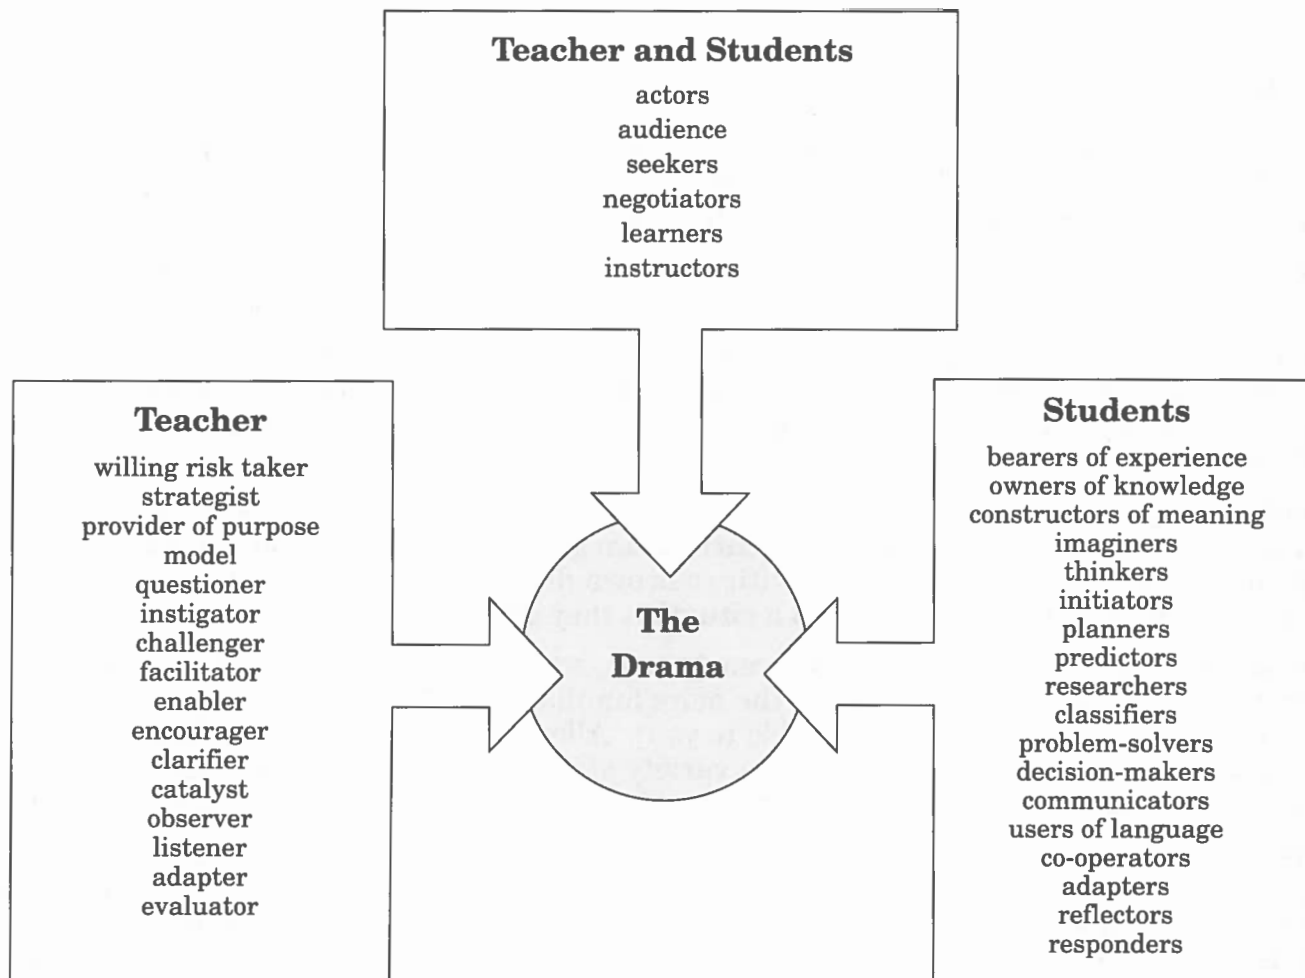 Teacher and Students
actors
audience
seekers
negotiators
learners
instructors
Teacher
willing risk taker
strategist
provider of purpose
model
questioner
instigator
challenger
facilitator
enabler
encourager
clarifier
catalyst
observer
listener
adapter
evaluator
The
Drama
Students
bearers of experience
owners of knowledge
constructors of meaning
imaginers
thinkers
initiators
planners
predictors
researchers
classifiers
problem-solvers
decision-makers
communicators
users of language
co-operators
adapters
reflectors
responders